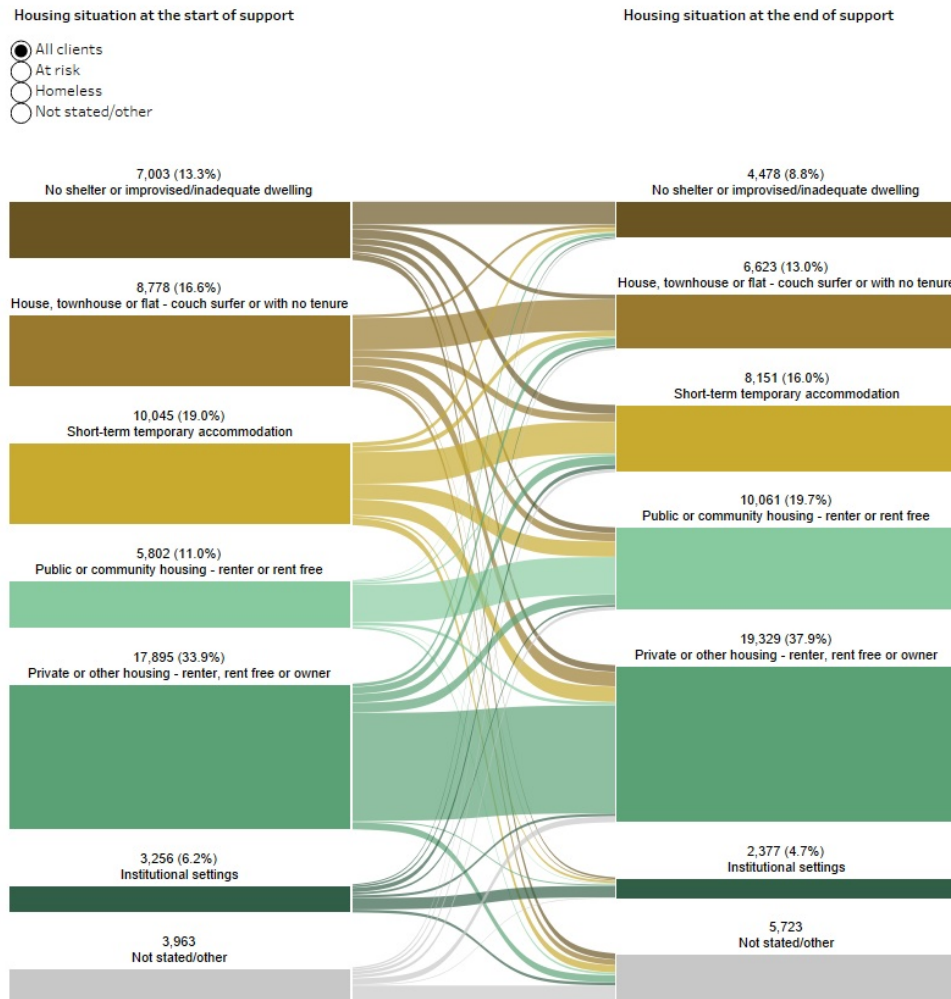 Housing situation at the start of support
Housing situation at the end of support
All clients
At risk
Homeless
Not stated/other
7,003 (13.3%)
No shelter or improvised/inadequate dwelling
4,478 (8.8%)
No shelter or improvised/inadequate dwelling
8,778 (16.6%)
House, townhouse or flat - couch surfer or with no tenure
6,623 (13.0%)
House, townhouse or flat - couch surfer or with no tenure
10,045 (19.0%)
Short-term temporary accommodation
8,151 (16.0%)
Short-term temporary accommodation
5,802 (11.0%)
Public or community housing - renter or rent free
10,061 (19.7%)
Public or community housing - renter or rent free
17,895 (33.9%)
Private or other housing - renter, rent free or owner
19,329 (37.9%)
Private or other housing - renter, rent free or owner
3,256 (6.2%)
Institutional settings
2,377 (4.7%)
Institutional settings
3,963
Not stated/other
5,723
Not stated/other